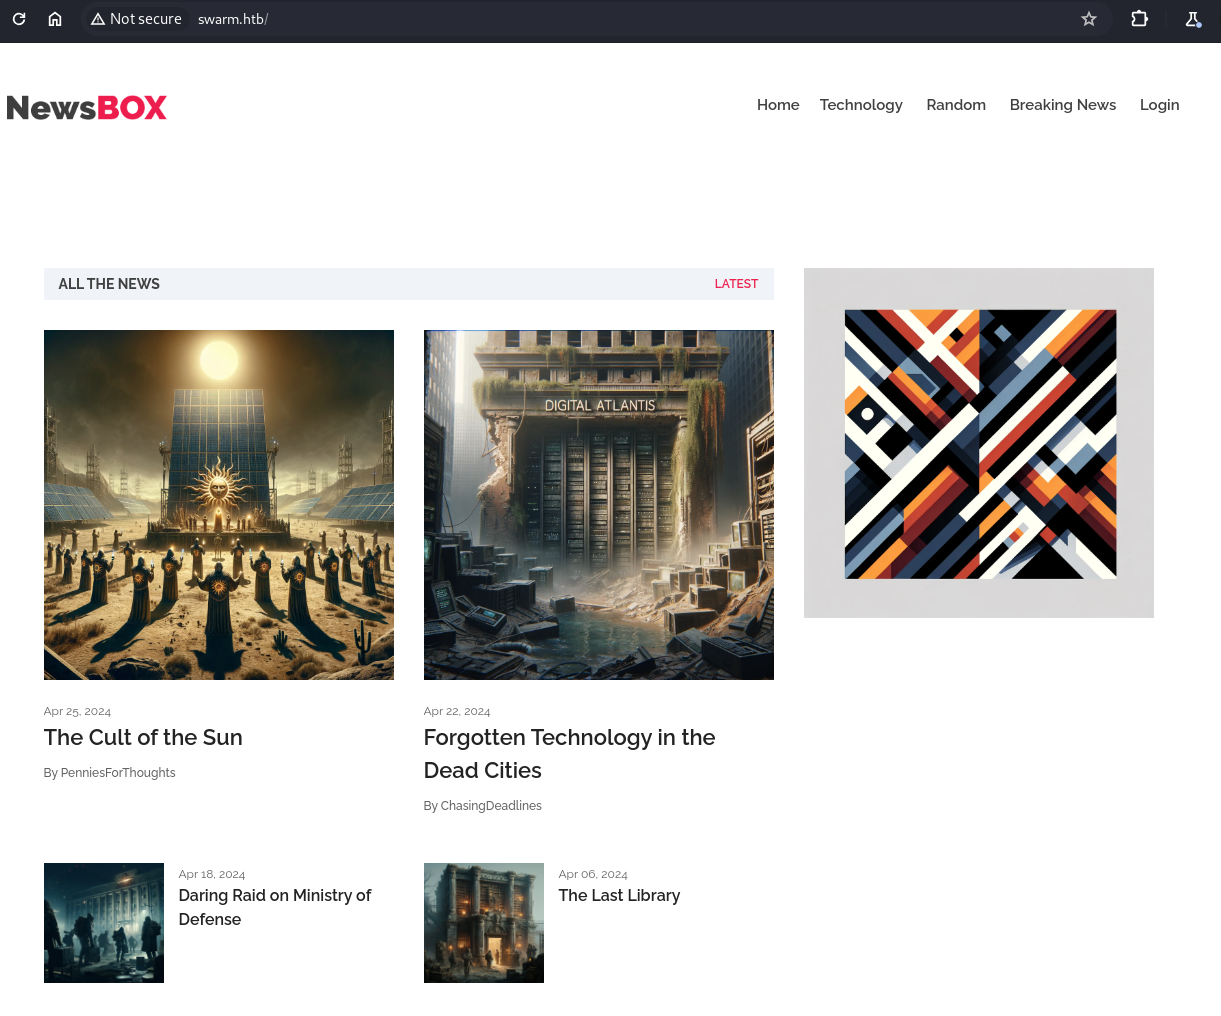 Not secure swarm.htb/
NewsBOX
Home Technology Random Breaking News Login
ALL THE NEWS LATEST
DIGITAL ATLANTIS
Apr 25, 2024
The Cult of the Sun
By PenniesForThoughts
Apr 22, 2024
Forgotten Technology in the
Dead Cities
By ChasingDeadlines
Apr 18, 2024
Daring Raid on Ministry of
Defense
Apr 06, 2024
The Last Library